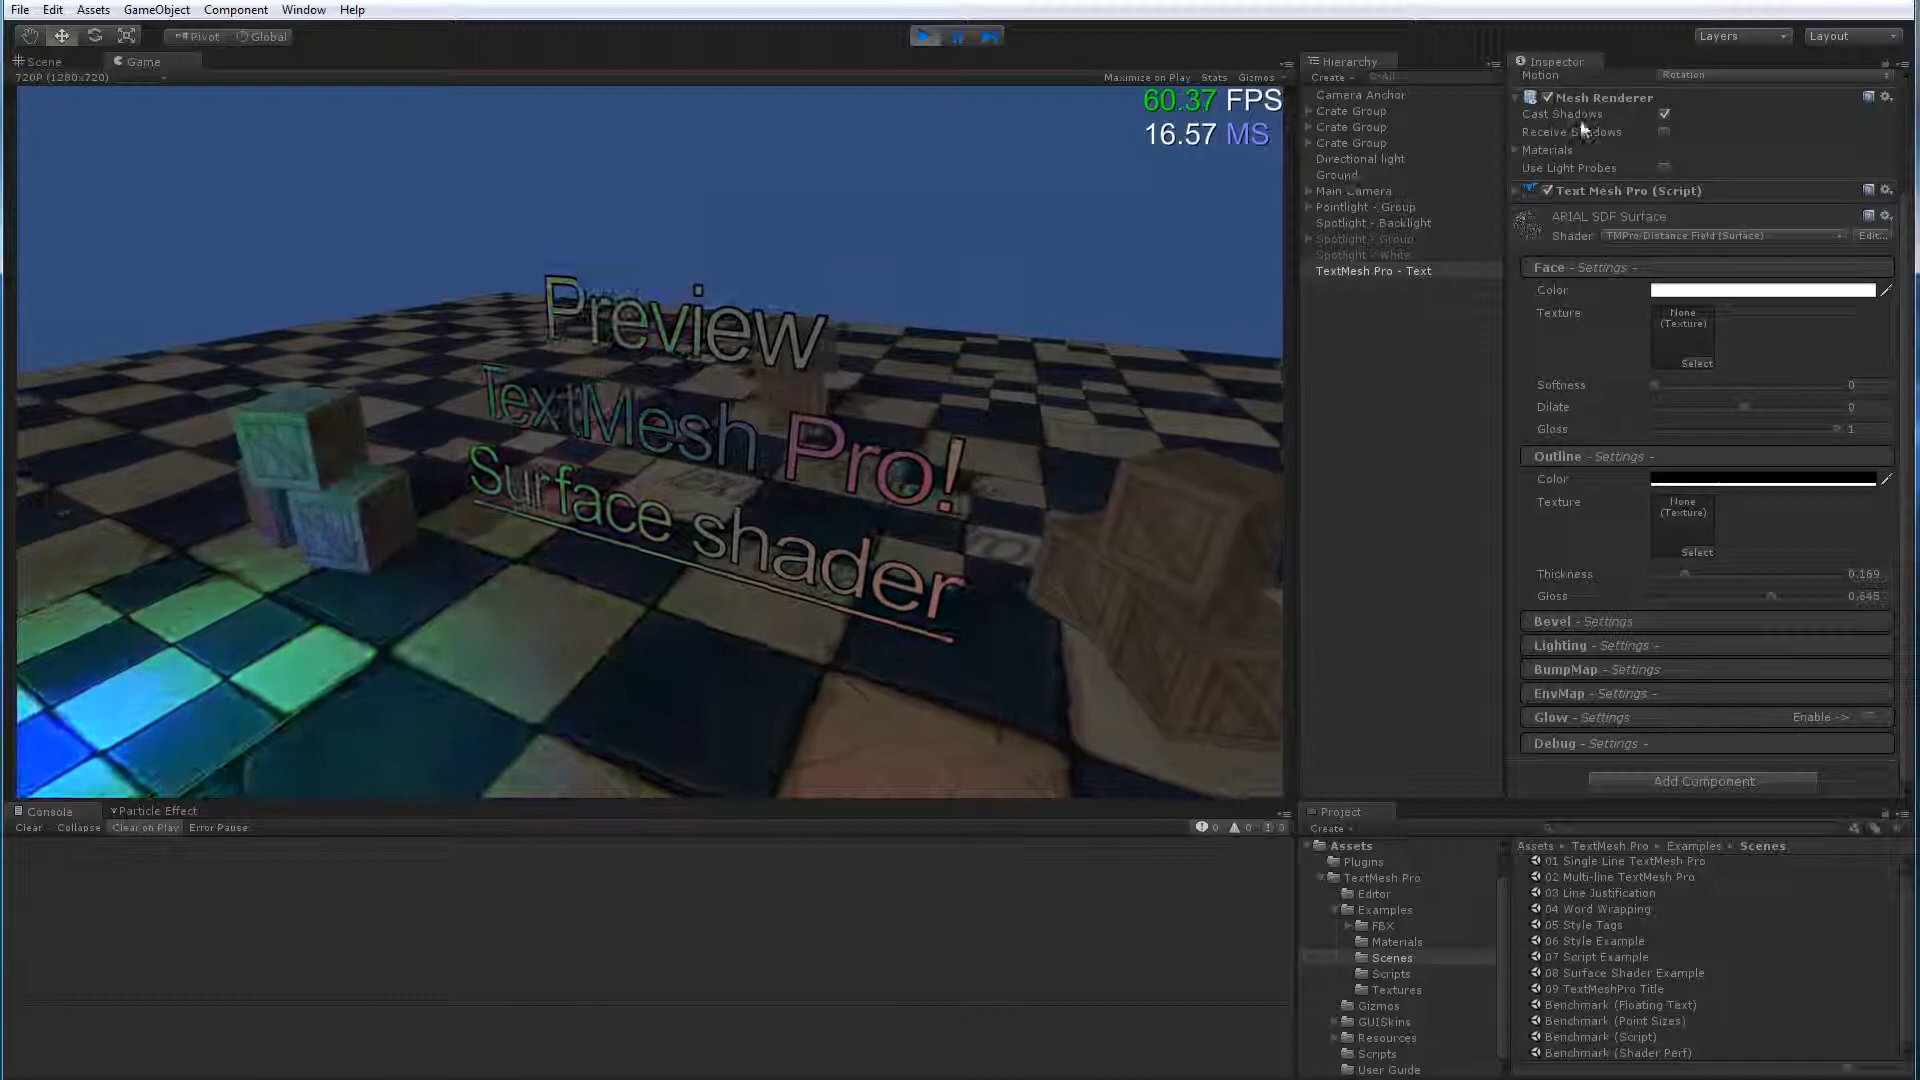 File Edit Assets GameObject Component Window Help
Pivot Global
Layers Layout
Scene Game
720P (1280x720)
Maximize on Play Stats Gizmos
60.37 FPS
16.57 MS
Preview
TextMesh Pro!
Surface shader
Hierarchy
Create All
Camera Anchor
Crate Group
Crate Group
Crate Group
Directional light
Ground
Main Camera
Pointlight - Group
Spotlight - Backlight
Spotlight - Group
Spotlight - White
TextMesh Pro - Text
Inspector
Motion Rotation
Mesh Renderer
Cast Shadows
Receive Shadows
Materials
Use Light Probes
Text Mesh Pro (Script)
ARIAL SDF Surface
Shader TMPro/Distance Field (Surface) Edit...
Face - Settings -
Color
Texture None (Texture)
Select
Softness 0
Dilate 0
Gloss 1
Outline - Settings -
Color
Texture None (Texture)
Select
Thickness 0.169
Gloss 0.645
Bevel - Settings
Lighting - Settings -
BumpMap - Settings
EnvMap - Settings -
Glow - Settings Enable ->
Debug - Settings -
Add Component
Console Particle Effect
Clear Collapse Clear on Play Error Pause
0 0 0
Project
Create
Assets
Plugins
TextMesh Pro
Editor
Examples
FBX
Materials
Scenes
Scripts
Textures
Gizmos
GUISkins
Resources
Scripts
User Guide
Assets TextMesh Pro Examples Scenes
01 Single Line TextMesh Pro
02 Multi-line TextMesh Pro
03 Line Justification
04 Word Wrapping
05 Style Tags
06 Style Example
07 Script Example
08 Surface Shader Example
09 TextMeshPro Title
Benchmark (Floating Text)
Benchmark (Point Sizes)
Benchmark (Script)
Benchmark (Shader Perf)